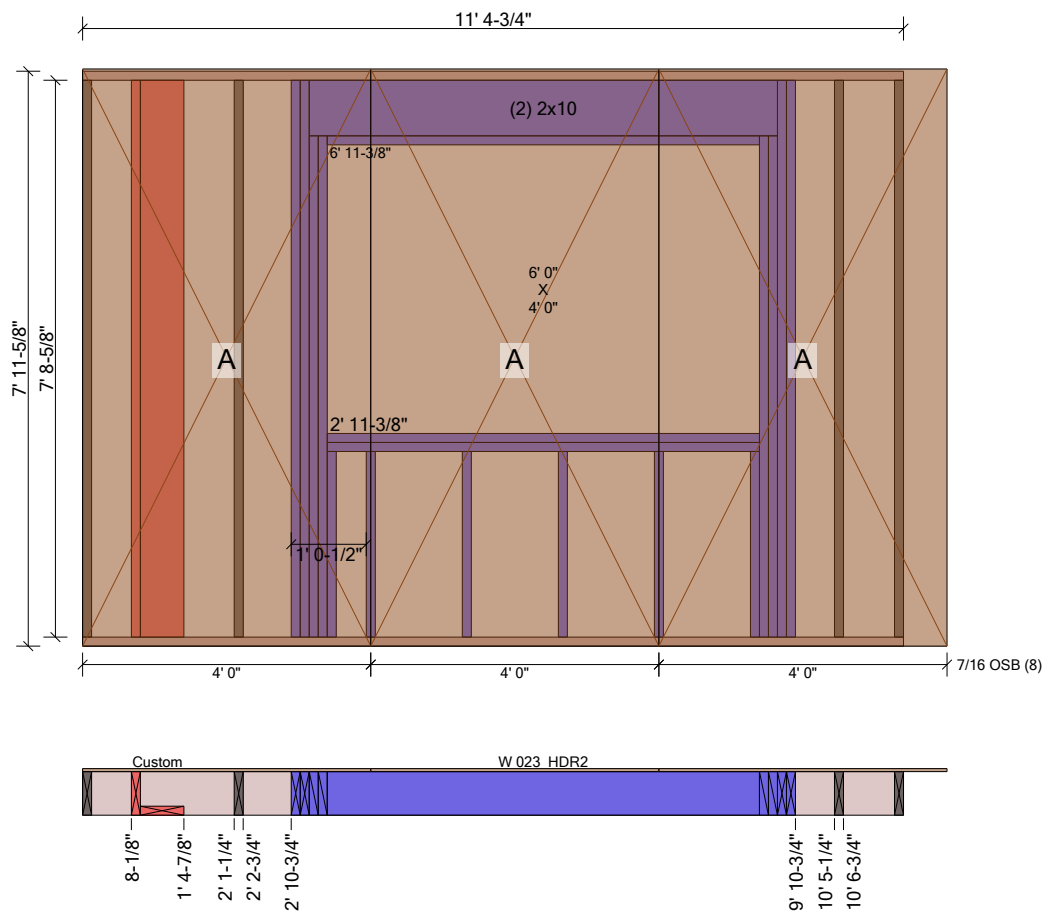 11' 4-3/4"
7' 11-5/8"
7' 8-5/8"
(2) 2x10
6' 11-3/8"
6' 0"
X
4' 0"
A
A
A
2' 11-3/8"
1' 0-1/2"
4' 0"
4' 0"
4' 0"
7/16 OSB (8)
Custom
W 023 HDR2
8-1/8"
1' 4-7/8"
2' 1-1/4"
2' 2-3/4"
2' 10-3/4"
9' 10-3/4"
10' 5-1/4"
10' 6-3/4"